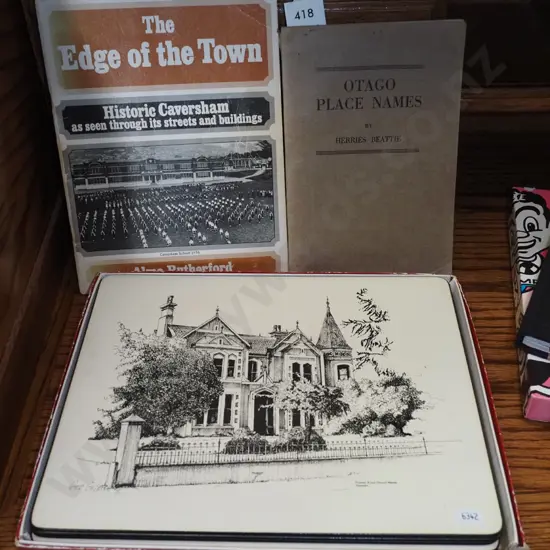 418
The
Edge of the Town
Historic Caversham
as seen through its streets and buildings
Alma Rutherford
OTAGO
PLACE NAMES
BY
HERRIES BEATTIE
6342